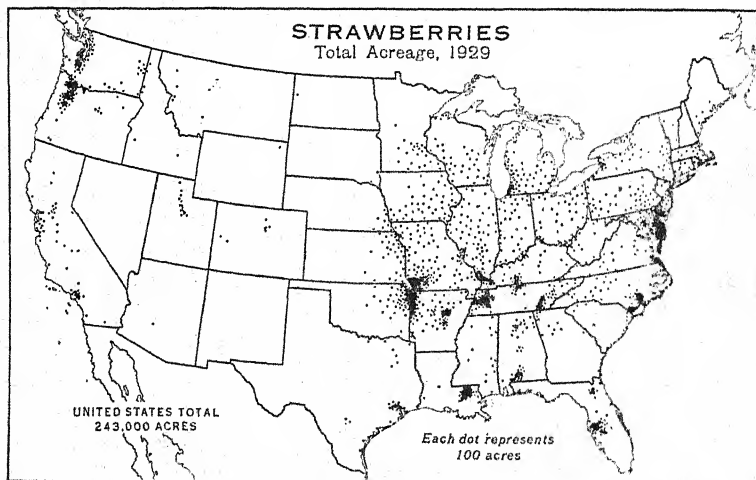 STRAWBERRIES
Total Acreage, 1929
UNITED STATES TOTAL
243,000 ACRES
Each dot represents
100 acres